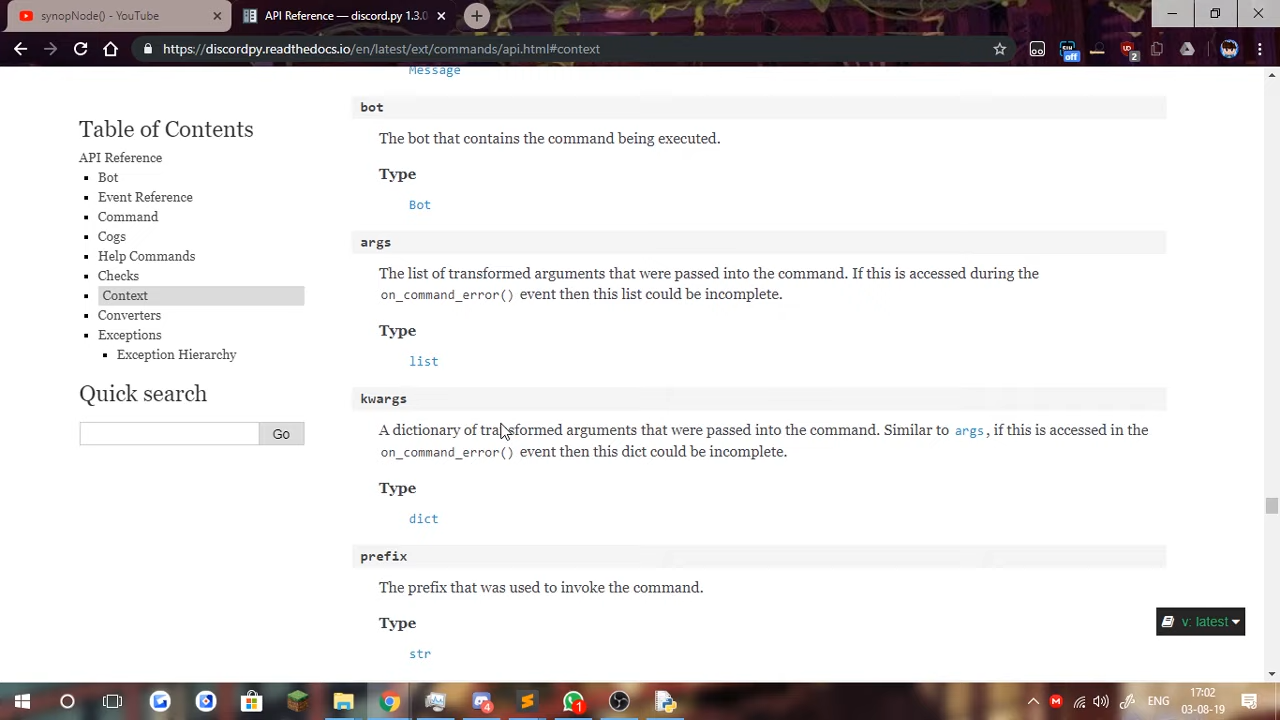 synopNode() - YouTube
API Reference — discord.py 1.3.0
https://discordpy.readthedocs.io/en/latest/ext/commands/api.html#context
off
2
Message
Table of Contents
API Reference
Bot
Event Reference
Command
Cogs
Help Commands
Checks
Context
Converters
Exceptions
Exception Hierarchy
Quick search
Go
bot
The bot that contains the command being executed.
Type
Bot
args
The list of transformed arguments that were passed into the command. If this is accessed during the
on_command_error() event then this list could be incomplete.
Type
list
kwargs
A dictionary of transformed arguments that were passed into the command. Similar to args, if this is accessed in the
on_command_error() event then this dict could be incomplete.
Type
dict
prefix
The prefix that was used to invoke the command.
Type
str
v: latest
4
1
ENG
17:02
03-08-19